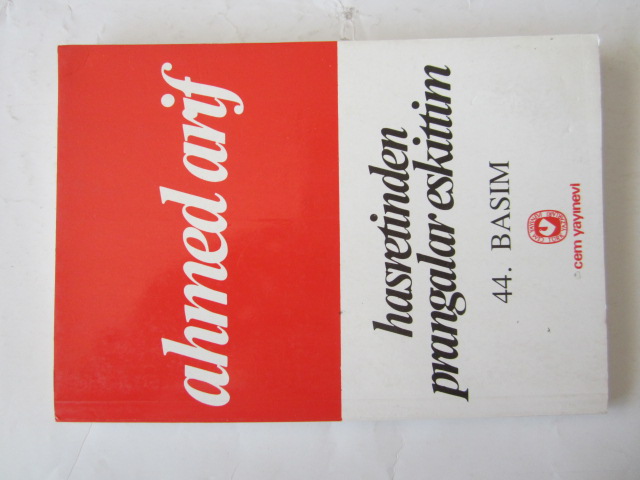 ahmed arif
hasretinden
prangalar eskittim
44. BASIM
cem yayınevi